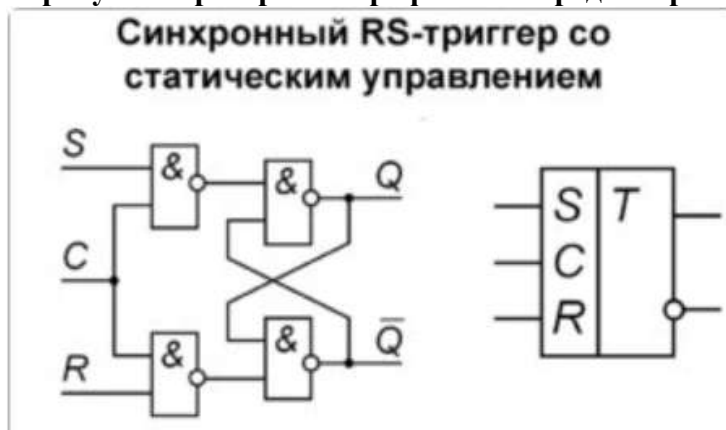 Синхронный RS-триггер со
статическим управлением
S
&
&
Q
C
R
&
&
Q̅
S T
C
R